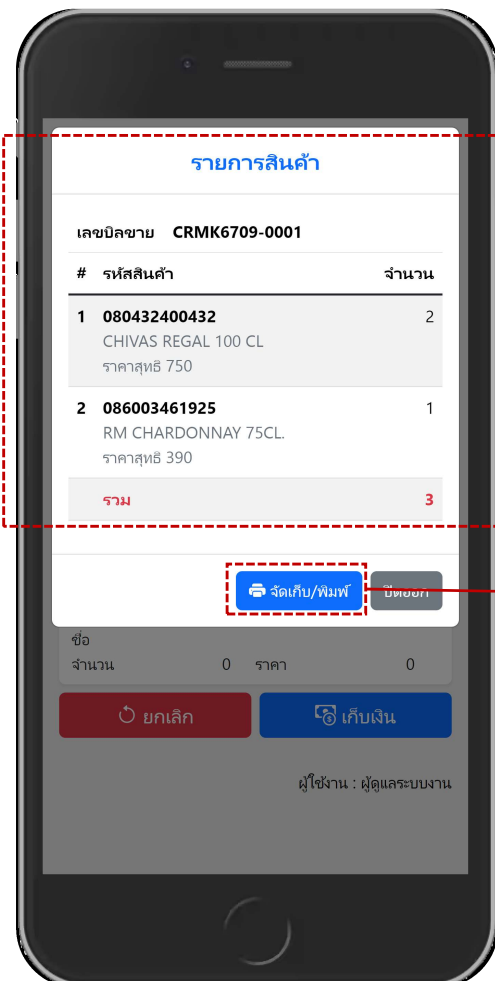 รายการสินค้า
เลขบิลขาย CRMK6709-0001
# รหัสสินค้า จำนวน
1 080432400432 2
CHIVAS REGAL 100 CL
ราคาสุทธิ 750
2 086003461925 1
RM CHARDONNAY 75CL.
ราคาสุทธิ 390
รวม 3
จัดเก็บ/พิมพ์ ปิดออก
ชื่อ
จำนวน 0 ราคา 0
ยกเลิก เก็บเงิน
ผู้ใช้งาน : ผู้ดูแลระบบงาน